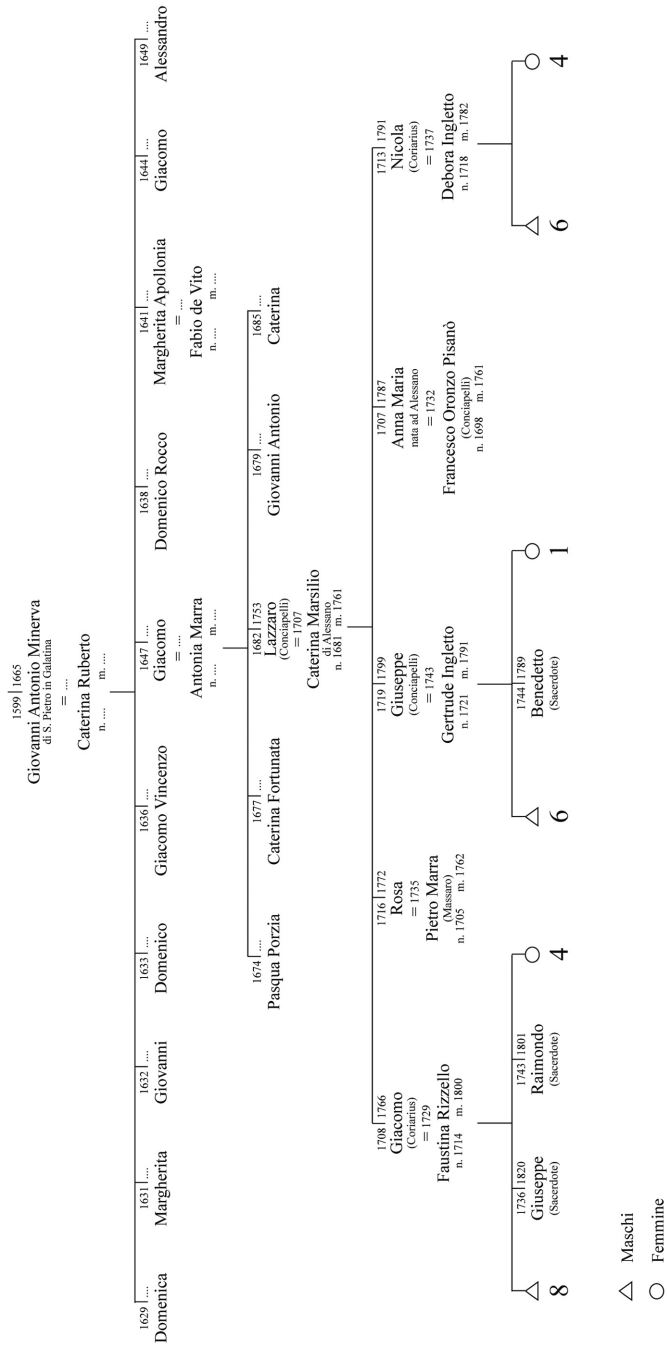 1599 | 1665
Giovanni Antonio Minerva
di S. Pietro in Galatina
= ....
Caterina Ruberto
n. .... m. ....
1629 | ....
Domenica
1631 | ....
Margherita
1632 | ....
Giovanni
1633 | ....
Domenico
1636 | ....
Giacomo Vincenzo
1647 | ....
Giacomo
= ....
Antonia Marra
n. .... m. ....
1638 | ....
Domenico Rocco
1641 | ....
Margherita Apollonia
= ....
Fabio de Vito
n. .... m. ....
1644 | ....
Giacomo
1649 | ....
Alessandro
1674 | ....
Pasqua Porzia
1677 | ....
Caterina Fortunata
1682 | 1753
Lazzaro
(Conciapelli)
= 1707
Caterina Marsilio
di Alessano
n. 1681 m. 1761
1679 | ....
Giovanni Antonio
1685 | ....
Caterina
1708 | 1766
Giacomo
(Coriarius)
= 1729
Faustina Rizzello
n. 1714 m. 1800
1716 | 1772
Rosa
= 1735
Pietro Marra
(Massaro)
n. 1705 m. 1762
1719 | 1799
Giuseppe
(Conciapelli)
= 1743
Gertrude Ingletto
n. 1721 m. 1791
1707 | 1787
Anna Maria
nata ad Alessano
= 1732
Francesco Oronzo Pisanò
(Conciapelli)
n. 1698 m. 1761
1713 | 1791
Nicola
(Coriarius)
= 1737
Debora Ingletto
n. 1718 m. 1782
8
1736 | 1820
Giuseppe
(Sacerdote)
1743 | 1801
Raimondo
(Sacerdote)
4
6
1744 | 1789
Benedetto
(Sacerdote)
1
6
4
Maschi
Femmine